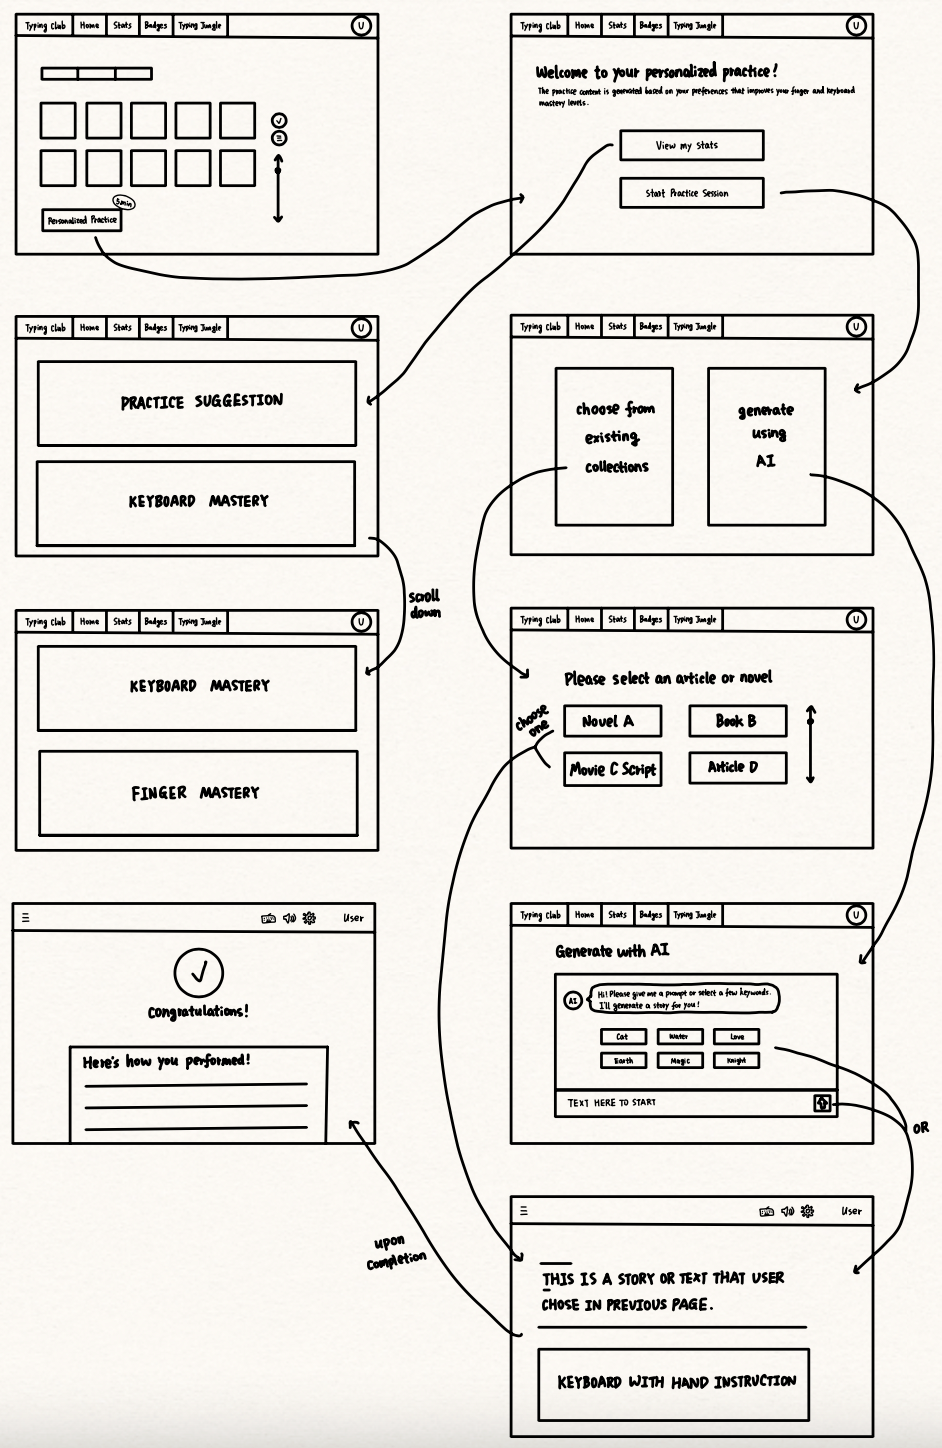 Typing Club Home Stats Badges Typing Jungle U
5min
Personalized Practice
Typing Club Home Stats Badges Typing Jungle U
Welcome to your personalized practice!
The practice content is generated based on your preferences that improves your finger and keyboard
mastery levels.
View my stats
Start Practice Session
Typing Club Home Stats Badges Typing Jungle U
PRACTICE SUGGESTION
KEYBOARD MASTERY
scroll
down
Typing Club Home Stats Badges Typing Jungle U
choose from
existing
collections
generate
using
AI
Typing Club Home Stats Badges Typing Jungle U
KEYBOARD MASTERY
FINGER MASTERY
Typing Club Home Stats Badges Typing Jungle U
Please select an article or novel
choose
one
Novel A Book B
Movie C Script Article D
User
Congratulations!
Here's how you performed!
Typing Club Home Stats Badges Typing Jungle U
Generate with AI
AI
Hi! Please give me a prompt or select a few keywords.
I'll generate a story for you!
Cat Water Love
Earth Magic Knight
TEXT HERE TO START
OR
upon
completion
User
THIS IS A STORY OR TEXT THAT USER
CHOSE IN PREVIOUS PAGE.
KEYBOARD WITH HAND INSTRUCTION